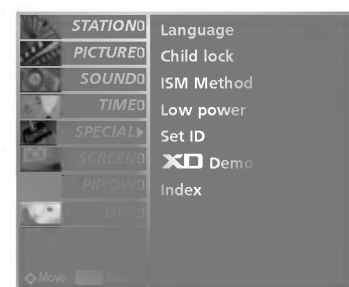 STATION
PICTURE
SOUND
TIME
SPECIAL
SCREEN
PIP/DW
DVR
Language
Child lock
ISM Method
Low power
Set ID
XD Demo
Index
Move